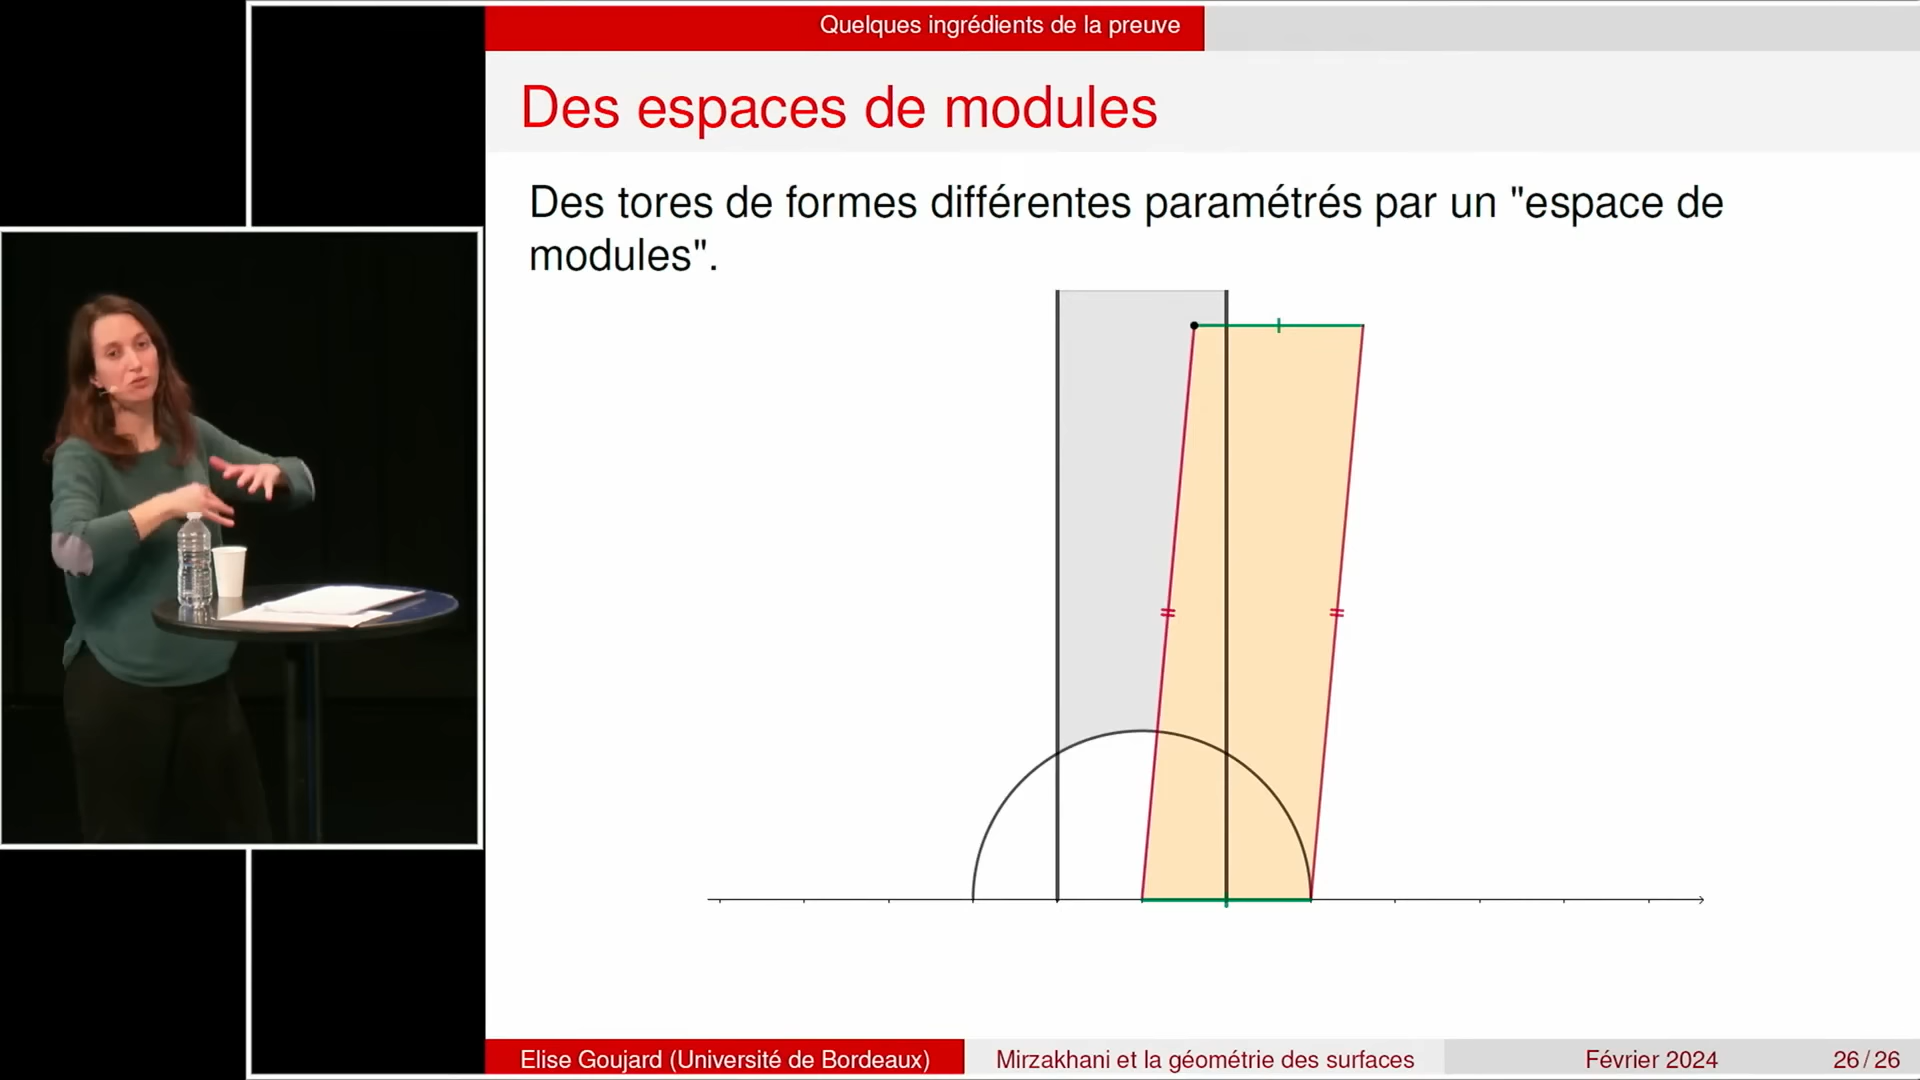 Quelques ingrédients de la preuve
Des espaces de modules
Des tores de formes différentes paramétrés par un "espace de
modules".
Elise Goujard (Université de Bordeaux) Mirzakhani et la géométrie des surfaces Février 2024 26 / 26